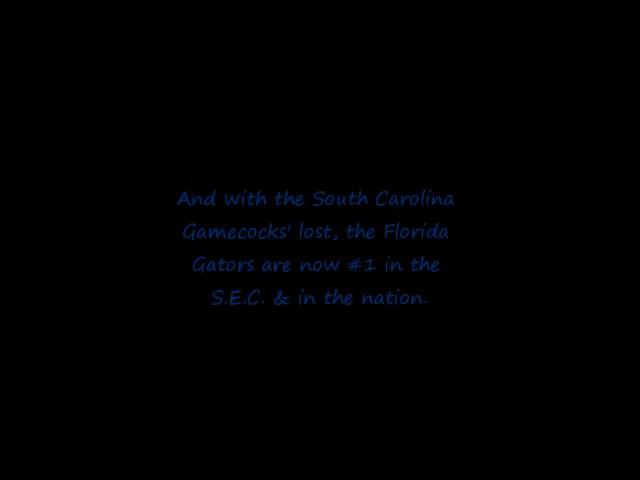 And with the South Carolina
Gamecocks' lost, the Florida
Gators are now #1 in the
S.E.C. & in the nation.